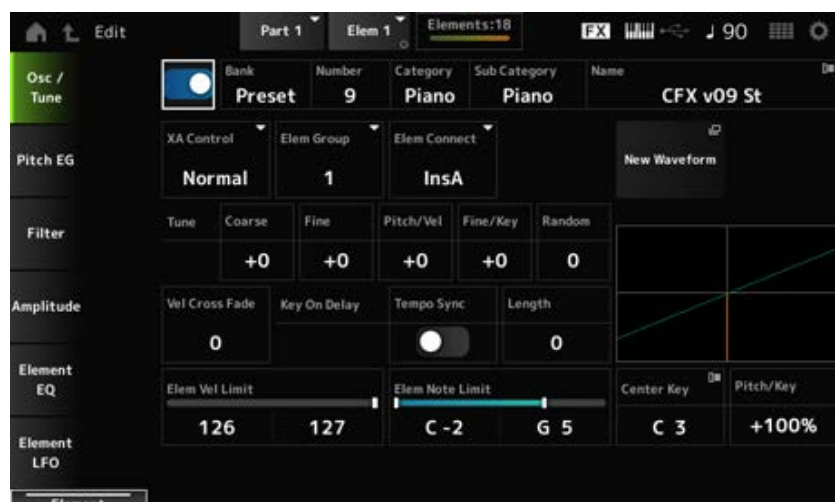 Edit
Part 1
Elem 1
Elements:18
FX
♩ 90
Osc / Tune
Pitch EG
Filter
Amplitude
Element EQ
Element LFO
Element
Bank
Preset
Number
9
Category
Piano
Sub Category
Piano
Name
CFX v09 St
XA Control
Normal
Elem Group
1
Elem Connect
InsA
New Waveform
Tune
Coarse
+0
Fine
+0
Pitch/Vel
+0
Fine/Key
+0
Random
0
Vel Cross Fade
0
Key On Delay
Tempo Sync
Length
0
Elem Vel Limit
126
127
Elem Note Limit
C -2
G 5
Center Key
C 3
Pitch/Key
+100%